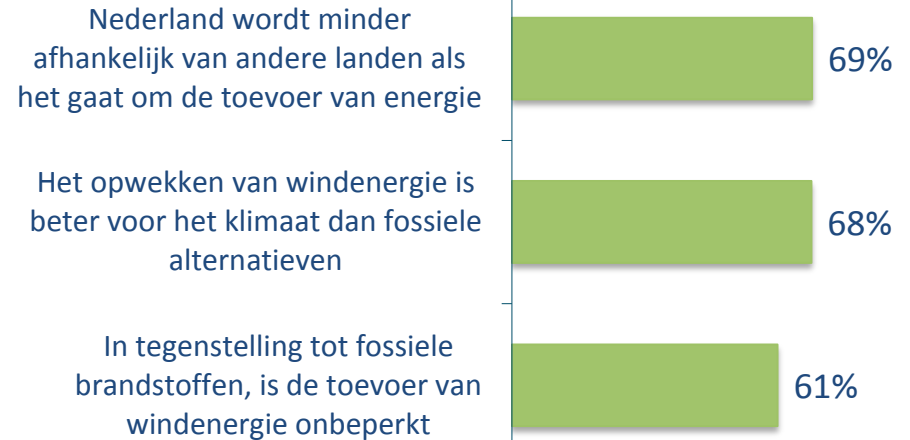 Nederland wordt minder
afhankelijk van andere landen als
het gaat om de toevoer van energie
69%
Het opwekken van windenergie is
beter voor het klimaat dan fossiele
alternatieven
68%
In tegenstelling tot fossiele
brandstoffen, is de toevoer van
windenergie onbeperkt
61%